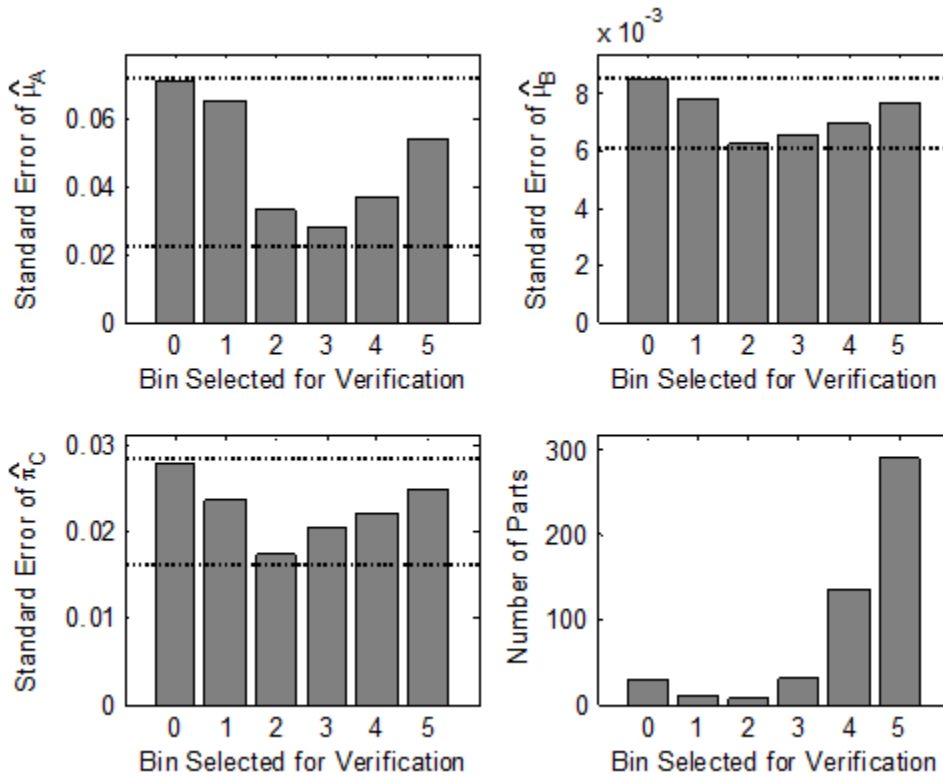 Standard Error of μ̂A
0.06
0.04
0.02
0
0 1 2 3 4 5
Bin Selected for Verification
x 10-3
Standard Error of μ̂B
8
6
4
2
0
0 1 2 3 4 5
Bin Selected for Verification
Standard Error of π̂C
0.03
0.02
0.01
0
0 1 2 3 4 5
Bin Selected for Verification
Number of Parts
300
200
100
0
0 1 2 3 4 5
Bin Selected for Verification